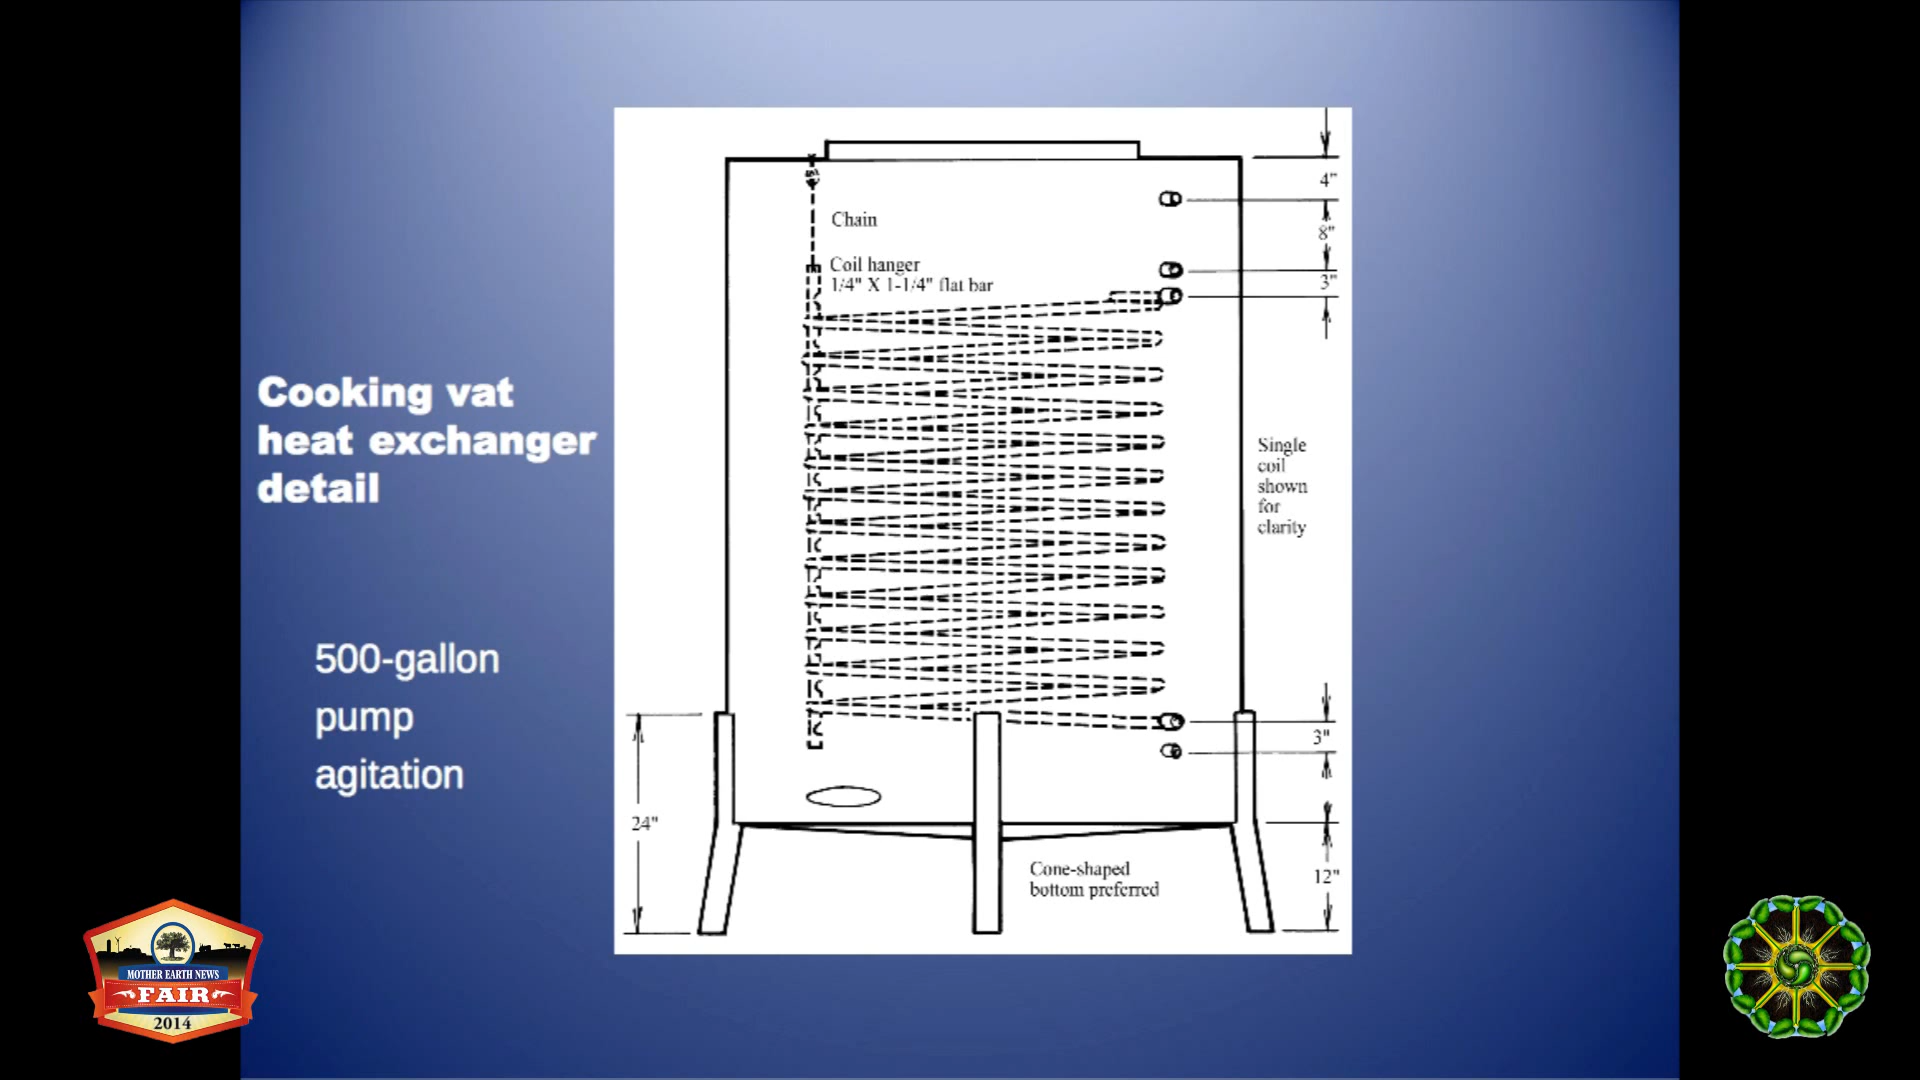 Cooking vat
heat exchanger
detail
500-gallon
pump
agitation
Chain
Coil hanger
1/4" X 1-1/4" flat bar
4"
8"
3"
Single
coil
shown
for
clarity
3"
24"
12"
Cone-shaped
bottom preferred
MOTHER EARTH NEWS
FAIR
2014